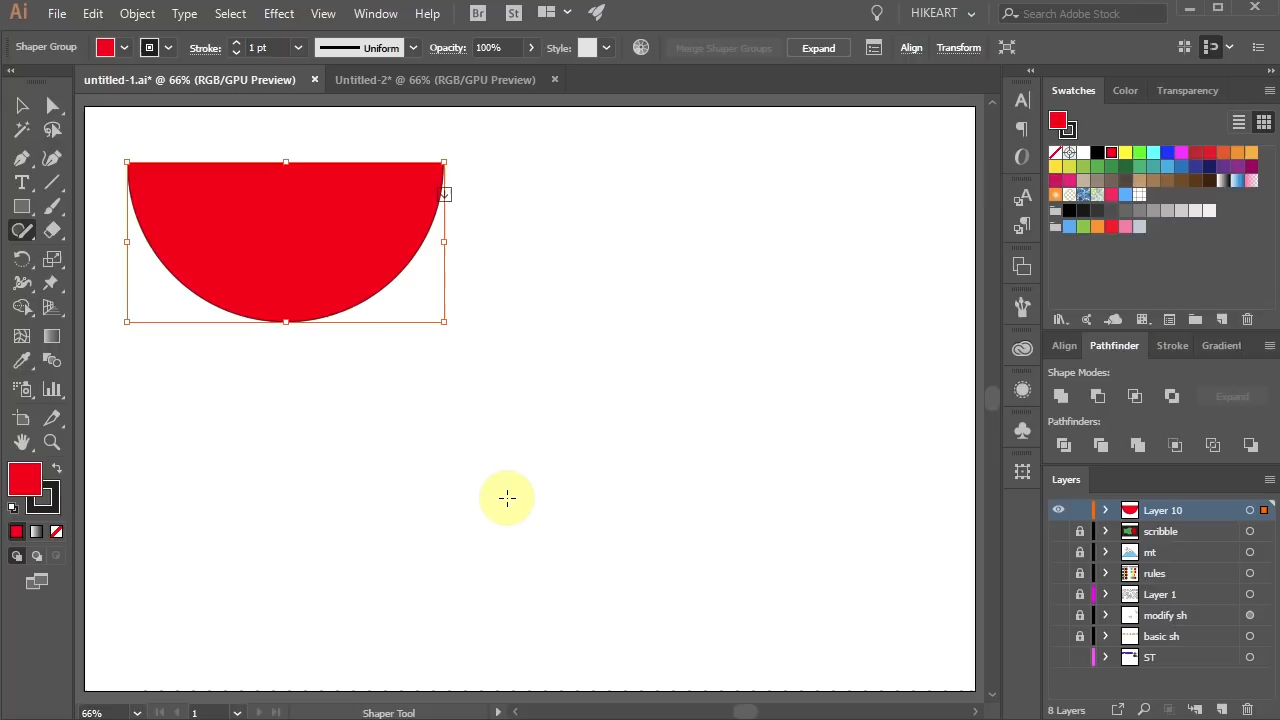 Ai File Edit Object Type Select Effect View Window Help Br St HIKEART Search Adobe Stock
Shaper Group Stroke: 1 pt Uniform Opacity: 100% Style: Merge Shaper Groups Expand Align Transform
untitled-1.ai* @ 66% (RGB/GPU Preview) × Untitled-2* @ 66% (RGB/GPU Preview) ×
Swatches Color Transparency
Align Pathfinder Stroke Gradient
Shape Modes:
Expand
Pathfinders:
Layers
Layer 10
scribble
mt
rules
Layer 1
modify sh
basic sh
ST
66% 1 Shaper Tool 8 Layers